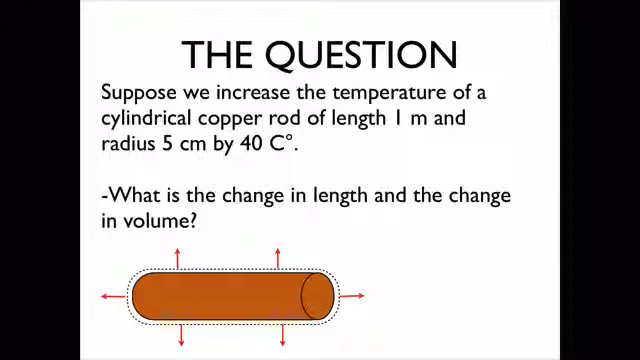 THE QUESTION
Suppose we increase the temperature of a
cylindrical copper rod of length 1 m and
radius 5 cm by 40 C°.
-What is the change in length and the change
in volume?